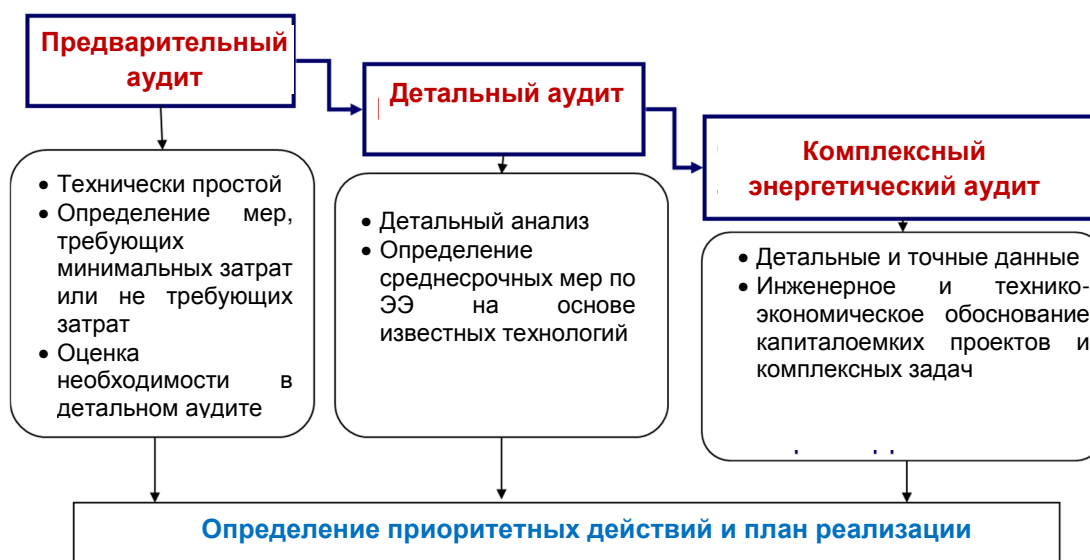 Предварительный
аудит
Детальный аудит
Комплексный
энергетический аудит
• Технически простой
• Определение мер,
требующих
минимальных затрат
или не требующих
затрат
• Оценка
необходимости в
детальном аудите
• Детальный анализ
• Определение
среднесрочных мер по
ЭЭ на основе
известных технологий
• Детальные и точные данные
• Инженерное и технико-
экономическое обоснование
капиталоемких проектов и
комплексных задач
Определение приоритетных действий и план реализации